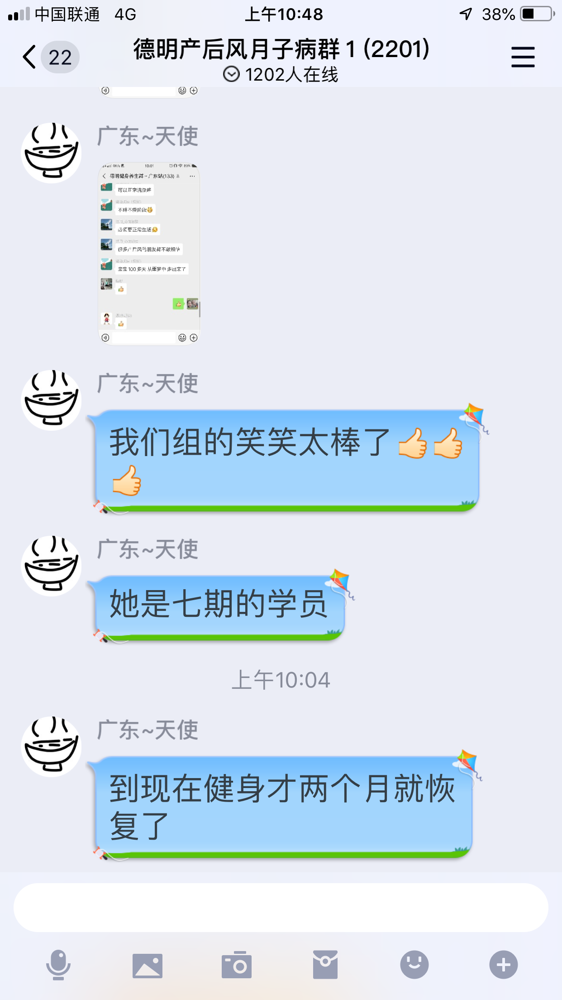 中国联通 4G 上午10:48 38%
22 德明产后风月子病群 1 (2201)
1202人在线
广东~天使
10:01 80%
德明健身养生群-广东站(133)
可以正常洗澡哆
不胖不瘦阶段
必须要正常生活
很多产后风的朋友都不敢相信
宝宝 100 多天 从噩梦中 走出来了
广东~天使
我们组的笑笑太棒了👍👍
👍
广东~天使
她是七期的学员
上午10:04
广东~天使
到现在健身才两个月就恢
复了